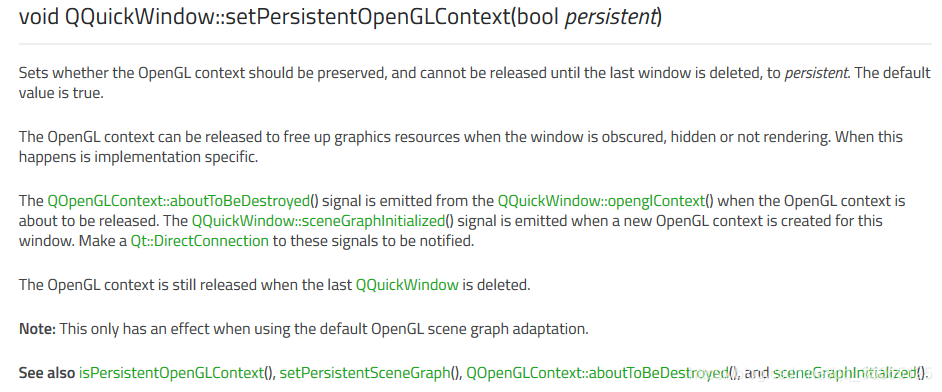 void QQuickWindow::setPersistentOpenGLContext(bool persistent)
Sets whether the OpenGL context should be preserved, and cannot be released until the last window is deleted, to persistent. The default
value is true.
The OpenGL context can be released to free up graphics resources when the window is obscured, hidden or not rendering. When this
happens is implementation specific.
The QOpenGLContext::aboutToBeDestroyed() signal is emitted from the QQuickWindow::openglContext() when the OpenGL context is
about to be released. The QQuickWindow::sceneGraphInitialized() signal is emitted when a new OpenGL context is created for this
window. Make a Qt::DirectConnection to these signals to be notified.
The OpenGL context is still released when the last QQuickWindow is deleted.
Note: This only has an effect when using the default OpenGL scene graph adaptation.
See also isPersistentOpenGLContext(), setPersistentSceneGraph(), QOpenGLContext::aboutToBeDestroyed(), and sceneGraphInitialized().